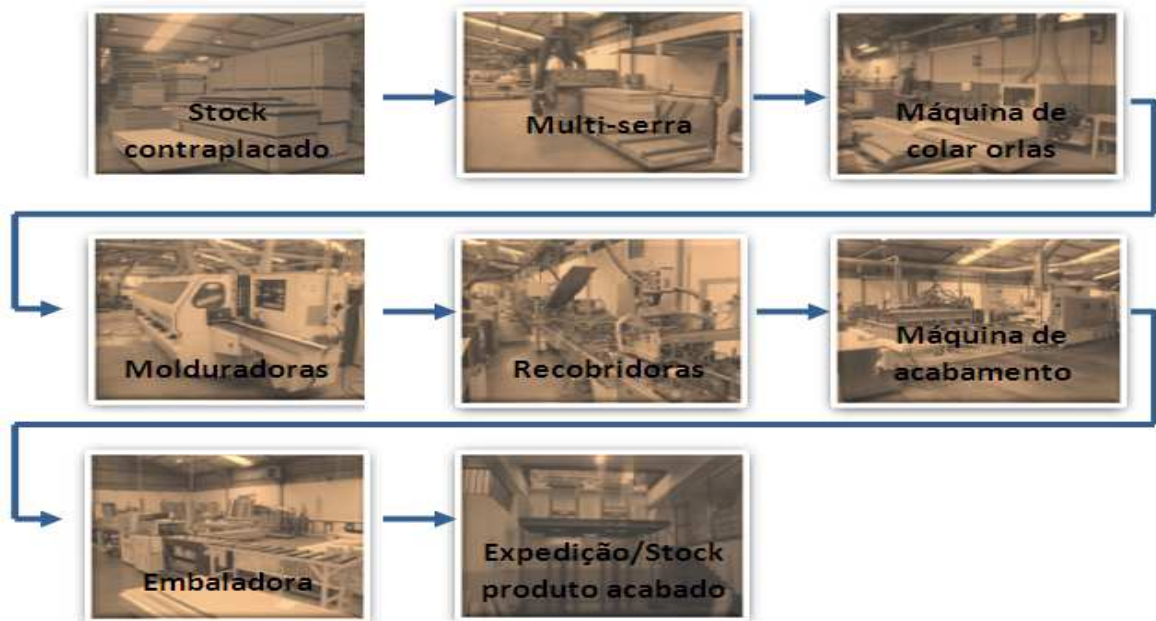 Stock
contraplacado
Multi-serra
Máquina de
colar orlas
Molduradoras
Recobridoras
Máquina de
acabamento
Embaladora
Expedição/Stock
produto acabado